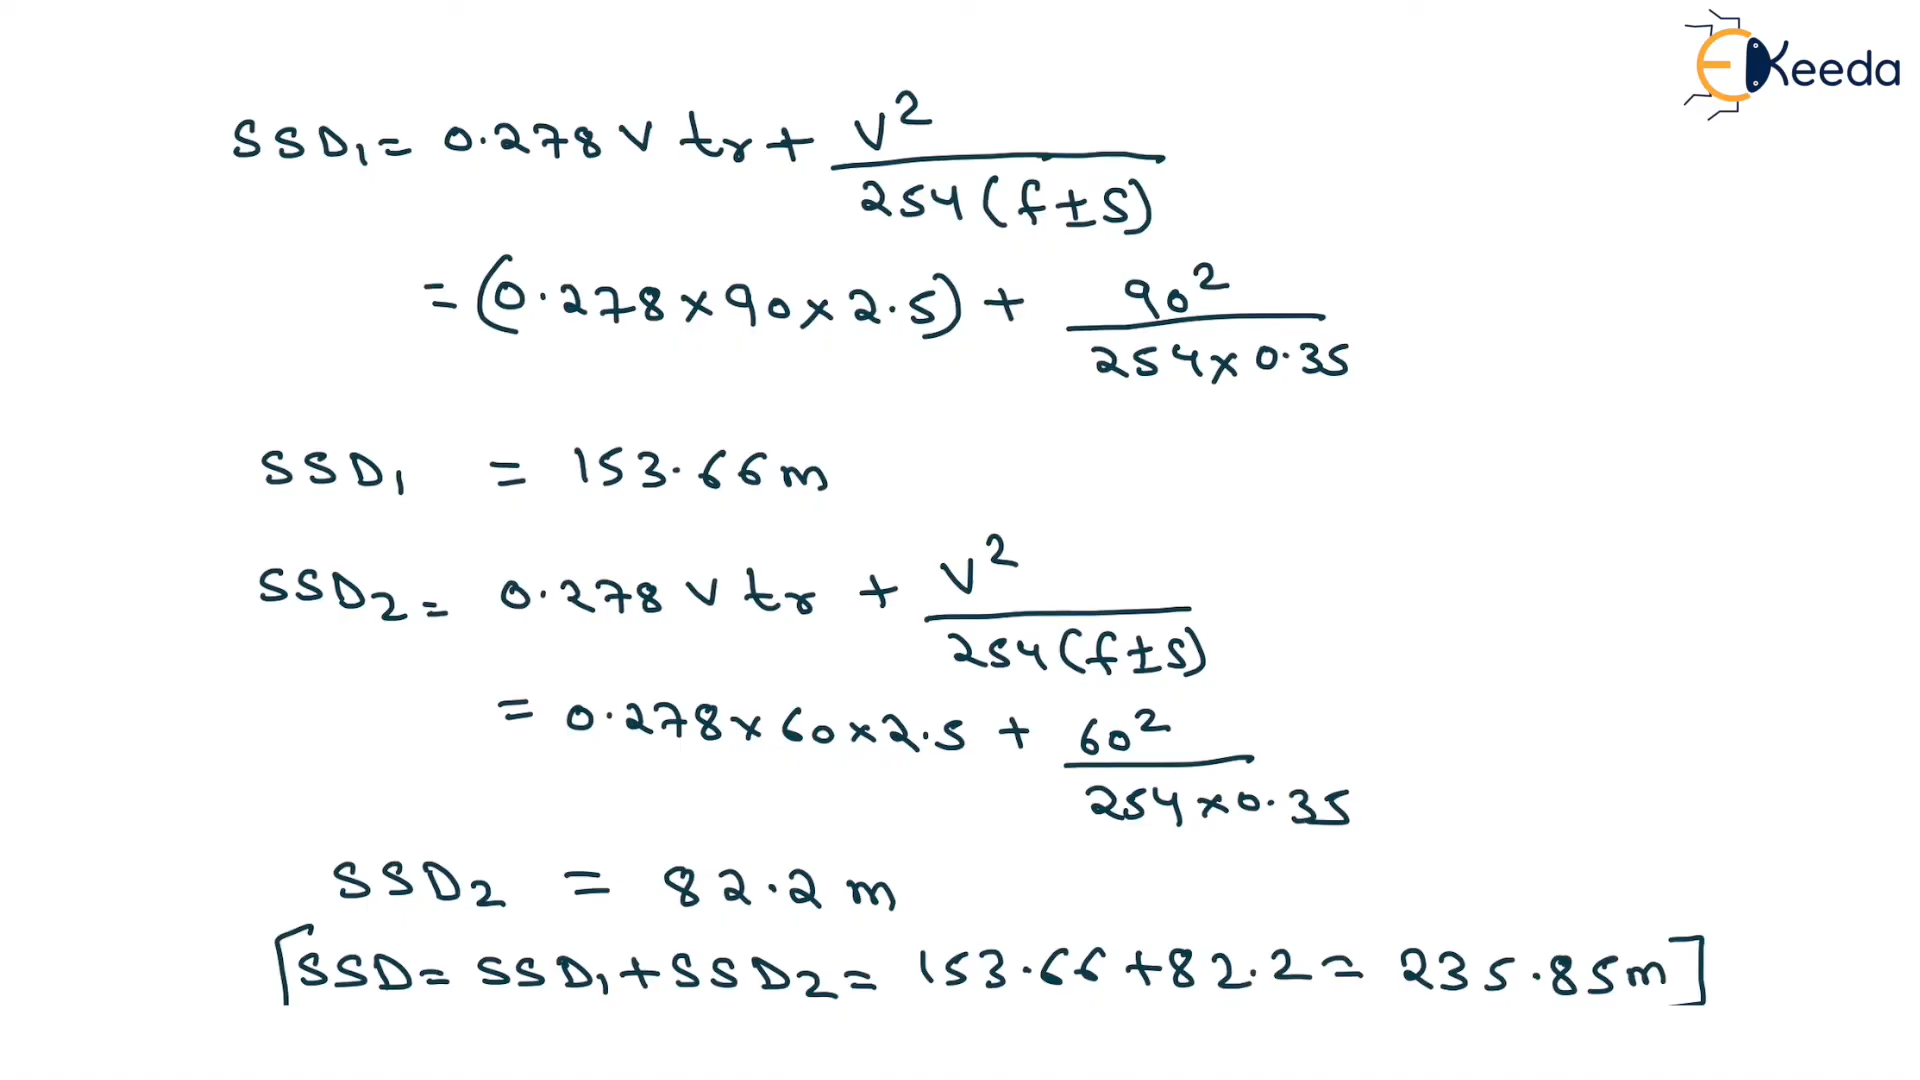 EKeeda
SSD₁ = 0.278 v tr + v² / 254(f±s)
= (0.278×90×2.5) + 90² / 254×0.35
SSD₁ = 153.66m
SSD₂ = 0.278 v tr + v² / 254(f±s)
= 0.278×60×2.5 + 60² / 254×0.35
SSD₂ = 82.2 m
[SSD = SSD₁+SSD₂ = 153.66+82.2 = 235.85m]